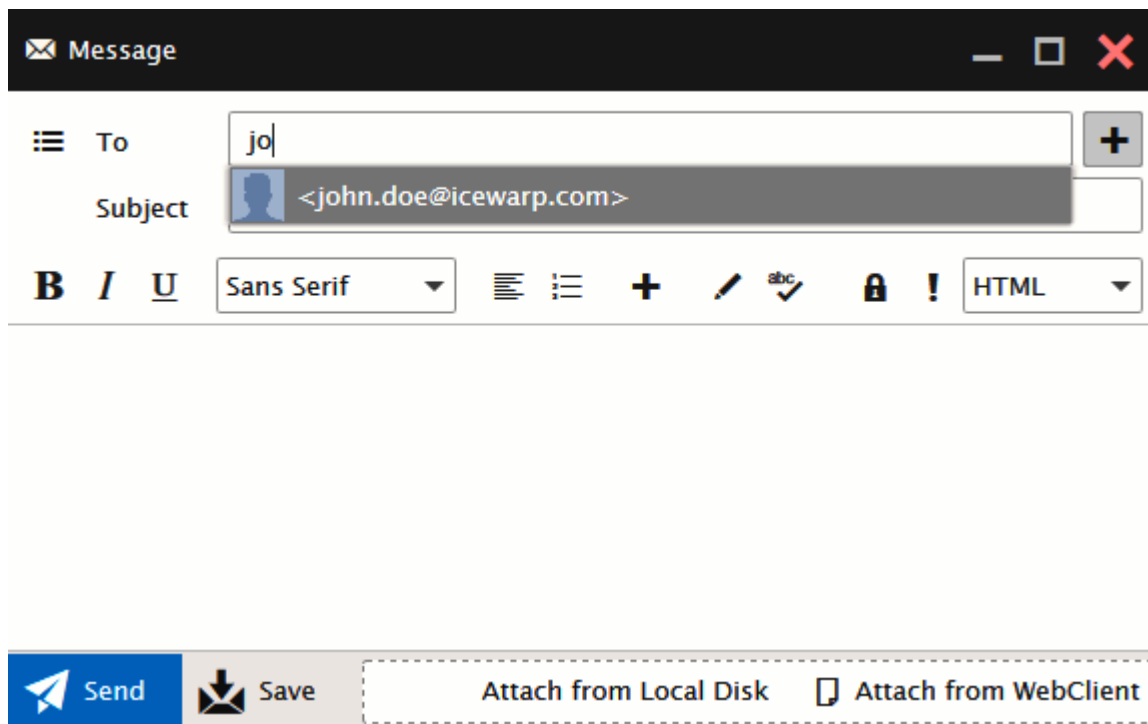 Message
To jo
<john.doe@icewarp.com>
Subject
B I U Sans Serif abc ! HTML
Send Save Attach from Local Disk Attach from WebClient